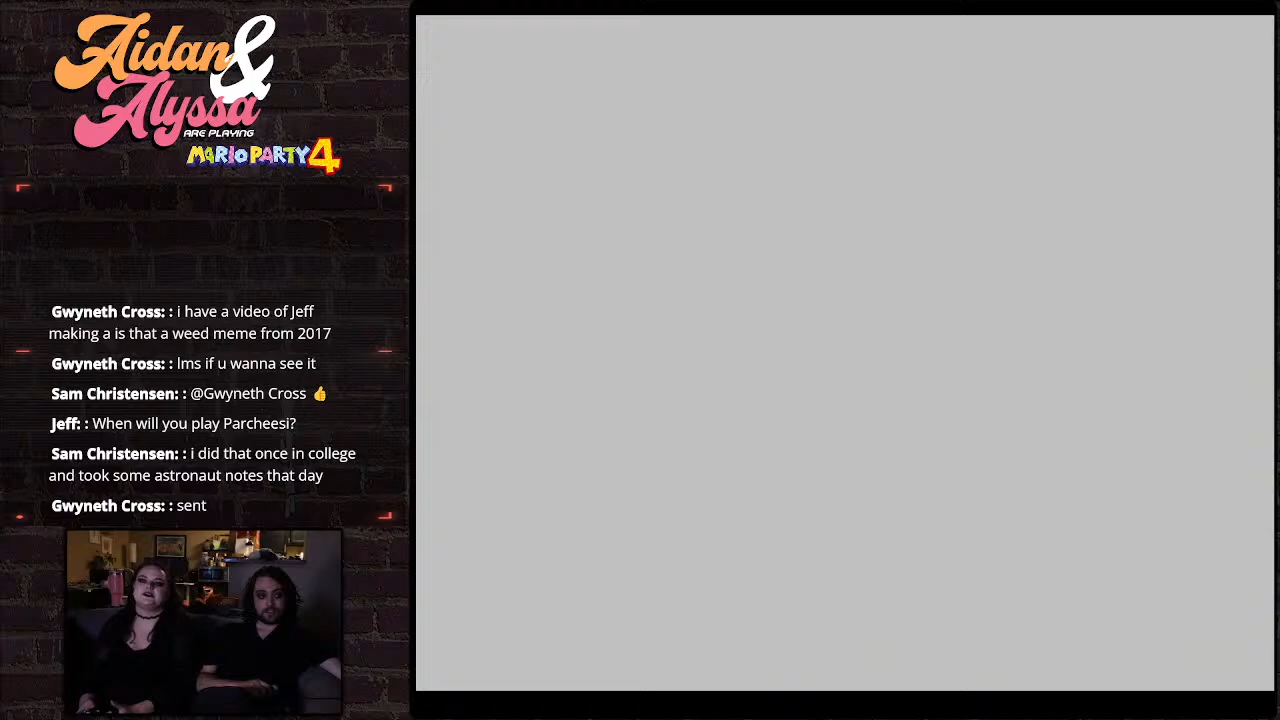 Aidan &
Alyssa
ARE PLAYING
MARIO PARTY 4
Gwyneth Cross: : i have a video of Jeff
making a is that a weed meme from 2017
Gwyneth Cross: : lms if u wanna see it
Sam Christensen: : @Gwyneth Cross 👍
Jeff: : When will you play Parcheesi?
Sam Christensen: : i did that once in college
and took some astronaut notes that day
Gwyneth Cross: : sent